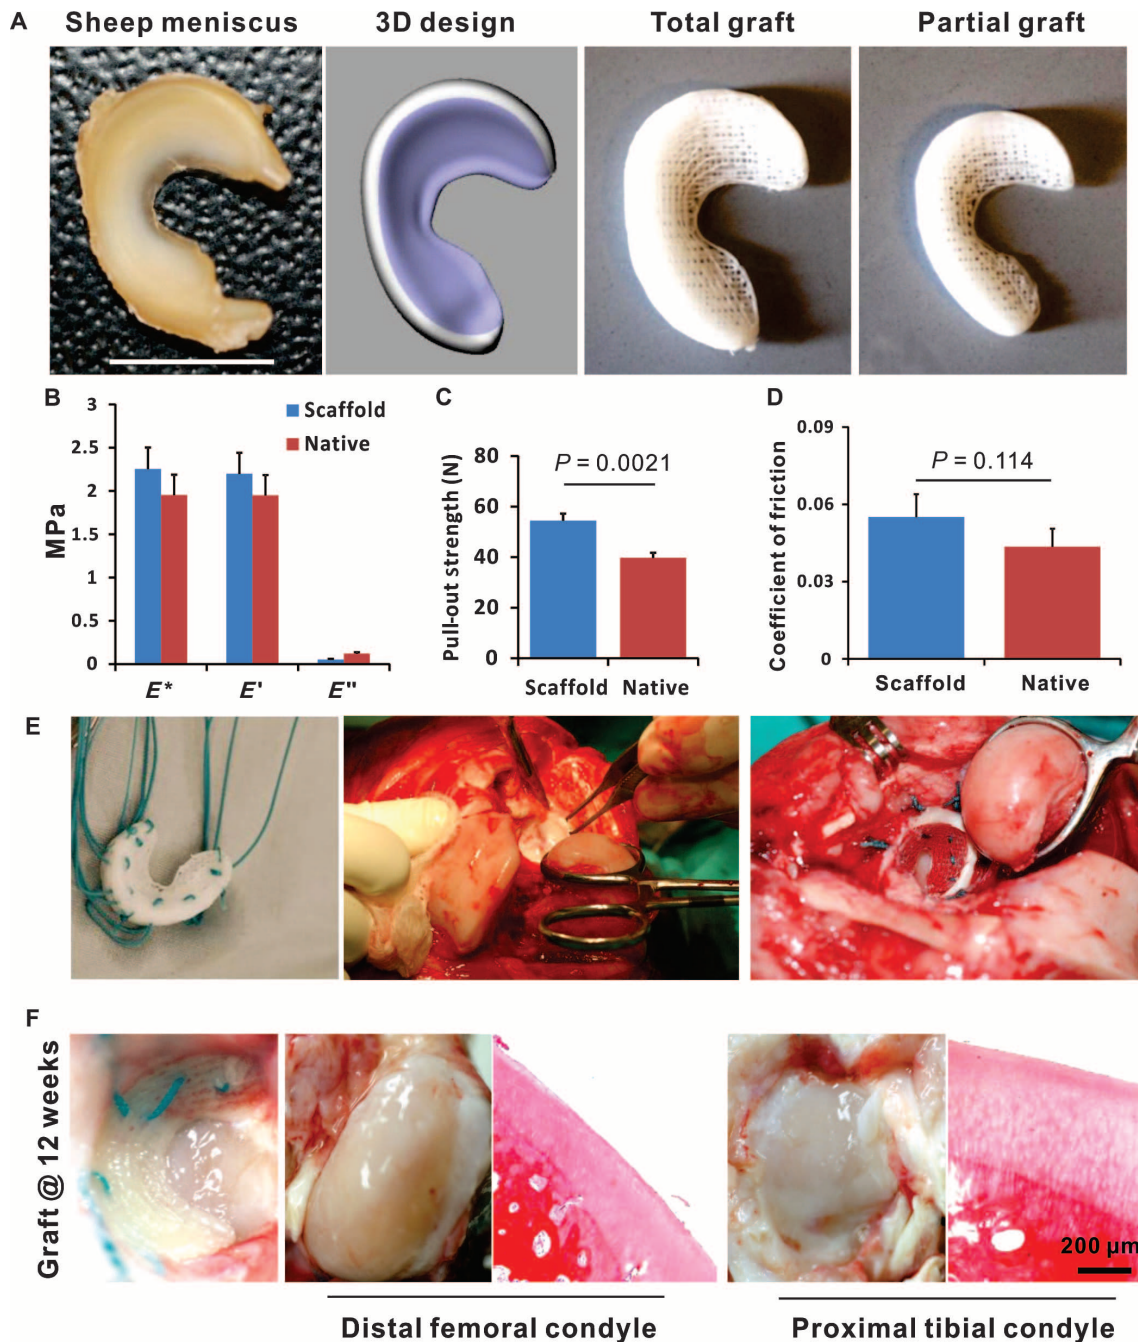 A
Sheep meniscus
3D design
Total graft
Partial graft
B
MPa
3
2.5
2
1.5
1
0.5
0
Scaffold
Native
E*
E'
E"
C
Pull-out strength (N)
80
60
40
20
0
P = 0.0021
Scaffold
Native
D
Coefficient of friction
0.09
0.06
0.03
0
P = 0.114
Scaffold
Native
E
F
Graft @ 12 weeks
200 µm
Distal femoral condyle
Proximal tibial condyle